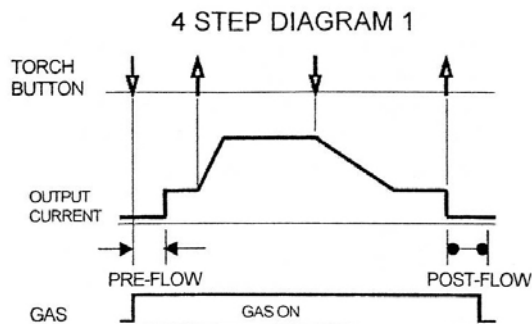 4 STEP DIAGRAM 1
TORCH
BUTTON
OUTPUT
CURRENT
PRE-FLOW
POST-FLOW
GAS
GAS ON